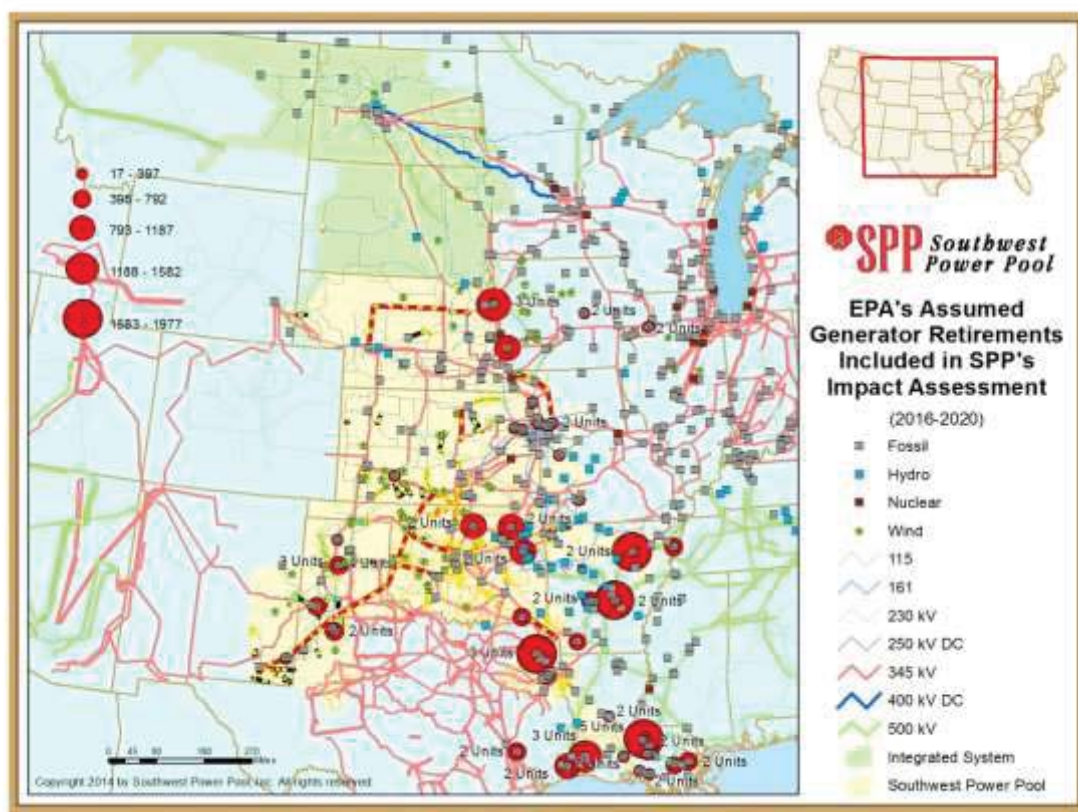 17 - 397
398 - 792
793 - 1187
1188 - 1582
1583 - 1977
3 Units
2 Units
2 Units
2 Units
2 Units
2 Units
2 Units
3 Units
2 Units
2 Units
2 Units
2 Units
3 Units
2 Units
5 Units
3 Units
2 Units
2 Units
2 Units
2 Units
2 Units
Copyright 2014 by Southwest Power Pool, Inc. All rights reserved.
SPP Southwest
Power Pool
EPA's Assumed
Generator Retirements
Included in SPP's
Impact Assessment
(2016-2020)
Fossil
Hydro
Nuclear
Wind
115
161
230 kV
250 kV DC
345 kV
400 kV DC
500 kV
Integrated System
Southwest Power Pool